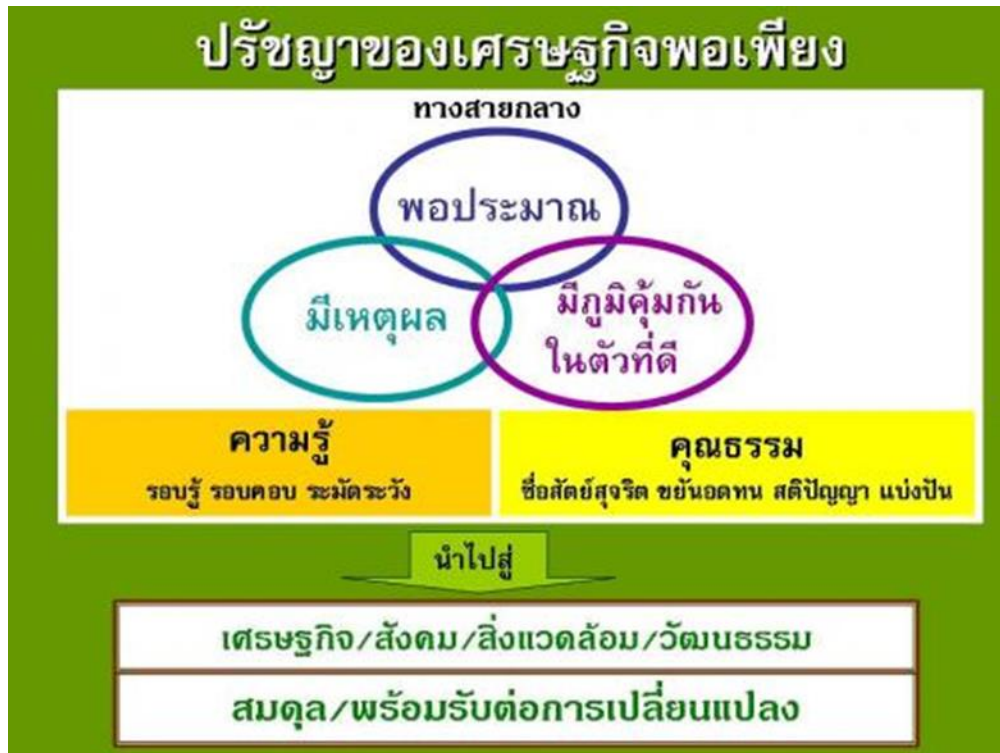 ปรัชญาของเศรษฐกิจพอเพียง
ทางสายกลาง
พอประมาณ
มีเหตุผล
มีภูมิคุ้มกัน
ในตัวที่ดี
ความรู้
รอบรู้ รอบคอบ ระมัดระวัง
คุณธรรม
ซื่อสัตย์สุจริต ขยันอดทน สติปัญญา แบ่งปัน
นำไปสู่
เศรษฐกิจ/สังคม/สิ่งแวดล้อม/วัฒนธรรม
สมดุล/พร้อมรับต่อการเปลี่ยนแปลง